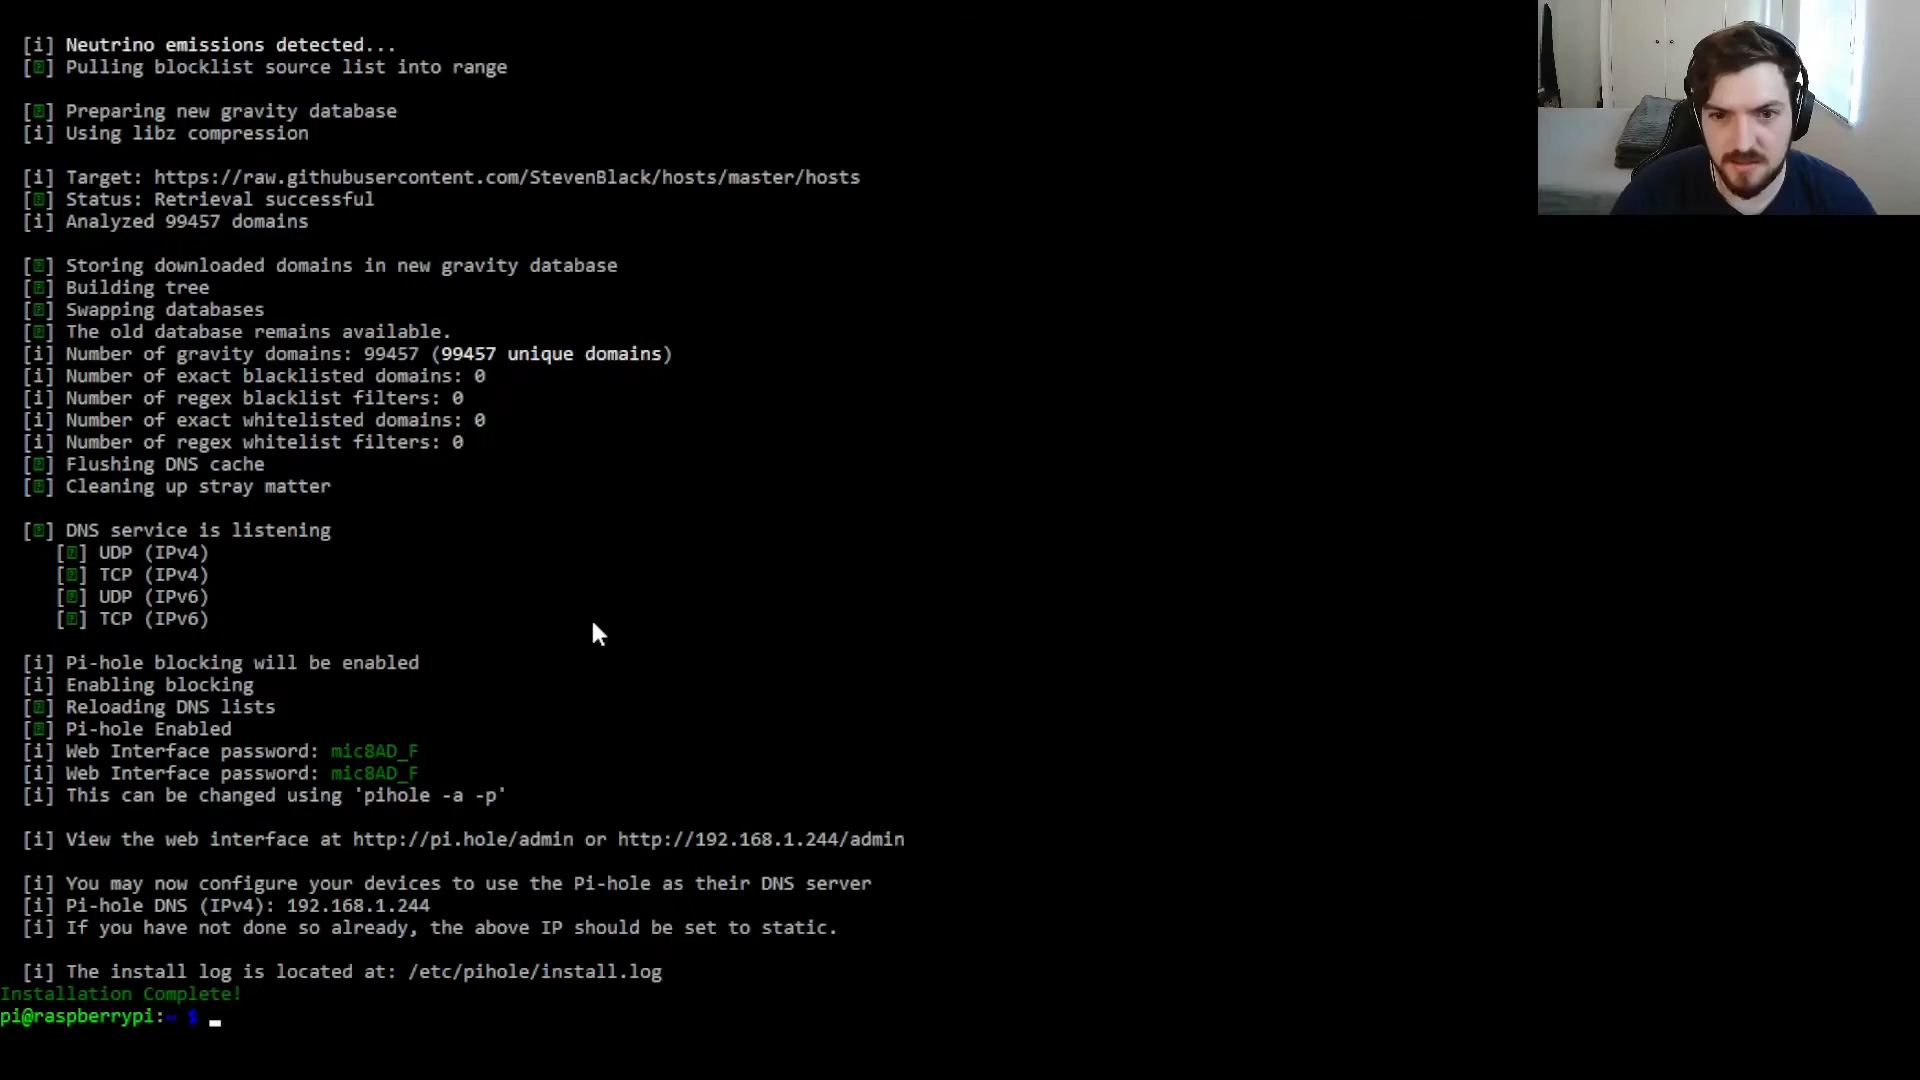 [i] Neutrino emissions detected...
[?] Pulling blocklist source list into range
[?] Preparing new gravity database
[i] Using libz compression
[i] Target: https://raw.githubusercontent.com/StevenBlack/hosts/master/hosts
[?] Status: Retrieval successful
[i] Analyzed 99457 domains
[?] Storing downloaded domains in new gravity database
[?] Building tree
[?] Swapping databases
[?] The old database remains available.
[i] Number of gravity domains: 99457 (99457 unique domains)
[i] Number of exact blacklisted domains: 0
[i] Number of regex blacklist filters: 0
[i] Number of exact whitelisted domains: 0
[i] Number of regex whitelist filters: 0
[?] Flushing DNS cache
[?] Cleaning up stray matter
[?] DNS service is listening
[?] UDP (IPv4)
[?] TCP (IPv4)
[?] UDP (IPv6)
[?] TCP (IPv6)
[i] Pi-hole blocking will be enabled
[i] Enabling blocking
[?] Reloading DNS lists
[?] Pi-hole Enabled
[i] Web Interface password: mic8AD_F
[i] Web Interface password: mic8AD_F
[i] This can be changed using 'pihole -a -p'
[i] View the web interface at http://pi.hole/admin or http://192.168.1.244/admin
[i] You may now configure your devices to use the Pi-hole as their DNS server
[i] Pi-hole DNS (IPv4): 192.168.1.244
[i] If you have not done so already, the above IP should be set to static.
[i] The install log is located at: /etc/pihole/install.log
Installation Complete!
pi@raspberrypi:~ $ _